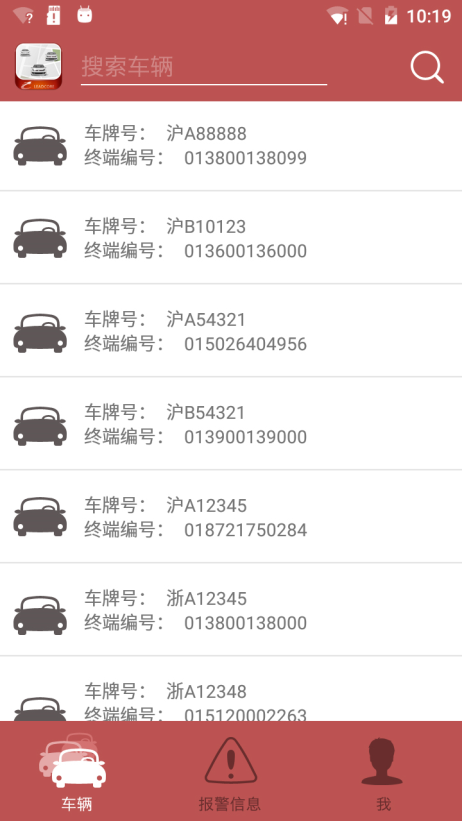 10:19
搜索车辆
车牌号： 沪A88888
终端编号： 013800138099
车牌号： 沪B10123
终端编号： 013600136000
车牌号： 沪A54321
终端编号： 015026404956
车牌号： 沪B54321
终端编号： 013900139000
车牌号： 沪A12345
终端编号： 018721750284
车牌号： 浙A12345
终端编号： 013800138000
车牌号： 浙A12348
终端编号： 015120002263
车辆
报警信息
我